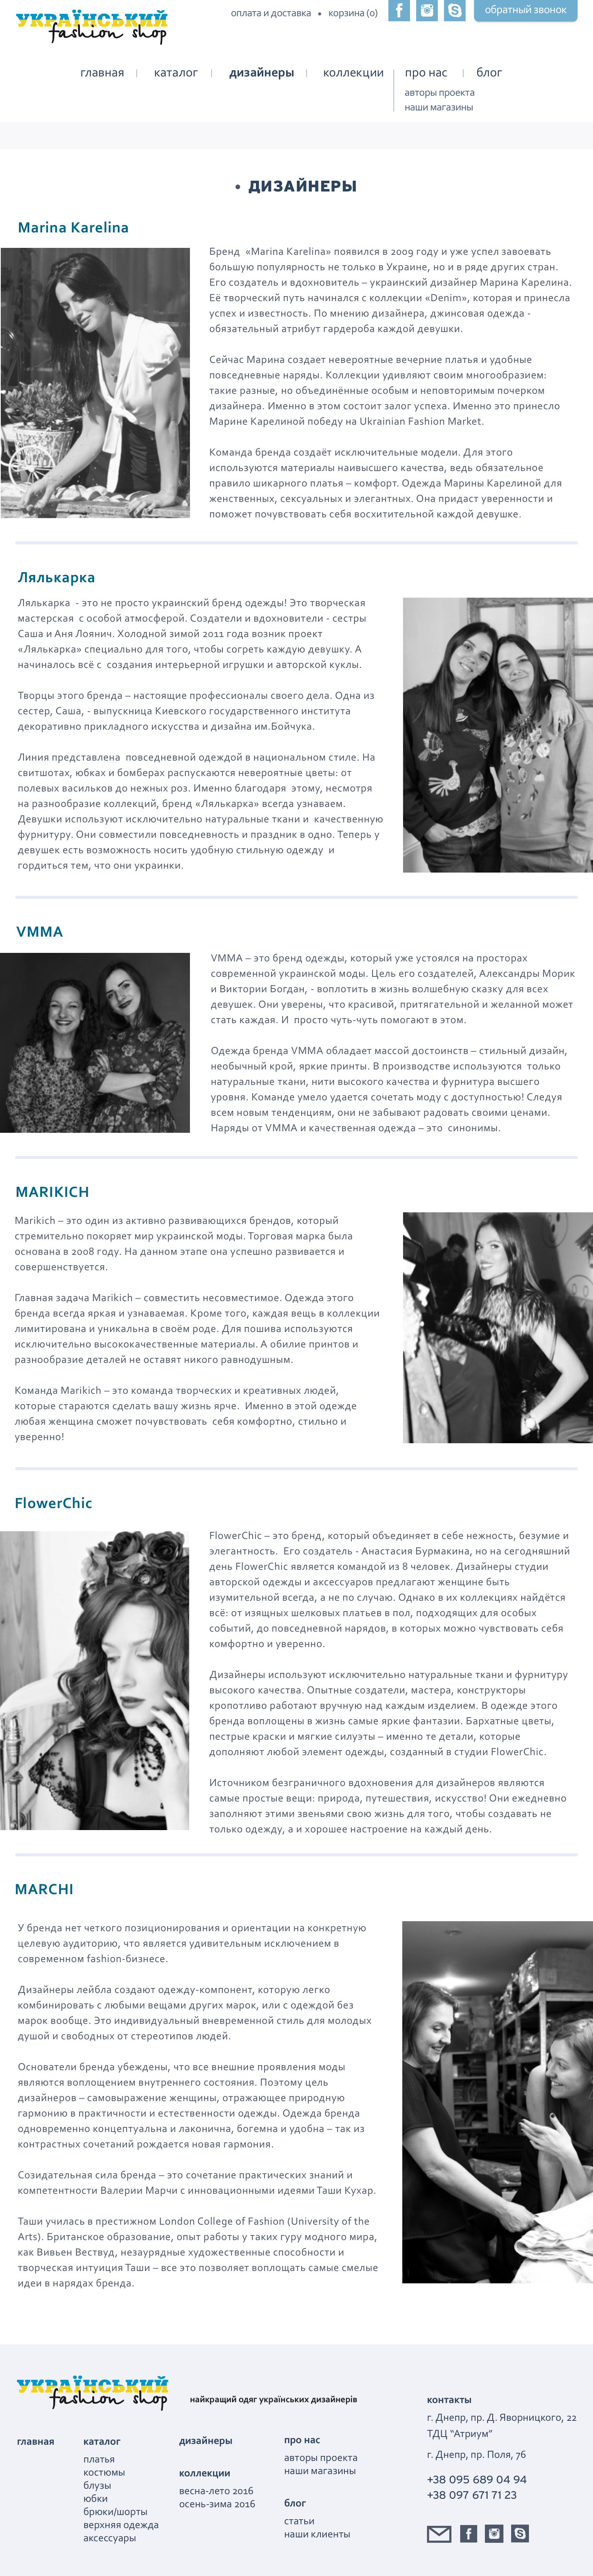 УКРАЇНСЬКИЙ
fashion shop
оплата и доставка • корзина (0)
обратный звонок
главная | каталог | дизайнеры | коллекции | про нас | блог
авторы проекта
наши магазины
• ДИЗАЙНЕРЫ
Marina Karelina
Бренд «Marina Karelina» появился в 2009 году и уже успел завоевать
большую популярность не только в Украине, но и в ряде других стран.
Его создатель и вдохновитель – украинский дизайнер Марина Карелина.
Её творческий путь начинался с коллекции «Denim», которая и принесла
успех и известность. По мнению дизайнера, джинсовая одежда -
обязательный атрибут гардероба каждой девушки.
Сейчас Марина создает невероятные вечерние платья и удобные
повседневные наряды. Коллекции удивляют своим многообразием:
такие разные, но объединённые особым и неповторимым почерком
дизайнера. Именно в этом состоит залог успеха. Именно это принесло
Марине Карелиной победу на Ukrainian Fashion Market.
Команда бренда создаёт исключительные модели. Для этого
используются материалы наивысшего качества, ведь обязательное
правило шикарного платья – комфорт. Одежда Марины Карелиной для
женственных, сексуальных и элегантных. Она придаст уверенности и
поможет почувствовать себя восхитительной каждой девушке.
Лялькарка
Лялькарка - это не просто украинский бренд одежды! Это творческая
мастерская с особой атмосферой. Создатели и вдохновители - сестры
Саша и Аня Лоянич. Холодной зимой 2011 года возник проект
«Лялькарка» специально для того, чтобы согреть каждую девушку. А
начиналось всё с создания интерьерной игрушки и авторской куклы.
Творцы этого бренда – настоящие профессионалы своего дела. Одна из
сестер, Саша, - выпускница Киевского государственного института
декоративно прикладного искусства и дизайна им.Бойчука.
Линия представлена повседневной одеждой в национальном стиле. На
свитшотах, юбках и бомберах распускаются невероятные цветы: от
полевых васильков до нежных роз. Именно благодаря этому, несмотря
на разнообразие коллекций, бренд «Лялькарка» всегда узнаваем.
Девушки используют исключительно натуральные ткани и качественную
фурнитуру. Они совместили повседневность и праздник в одно. Теперь у
девушек есть возможность носить удобную стильную одежду и
гордиться тем, что они украинки.
VMMA
VMMA – это бренд одежды, который уже устоялся на просторах
современной украинской моды. Цель его создателей, Александры Морик
и Виктории Богдан, - воплотить в жизнь волшебную сказку для всех
девушек. Они уверены, что красивой, притягательной и желанной может
стать каждая. И просто чуть-чуть помогают в этом.
Одежда бренда VMMA обладает массой достоинств – стильный дизайн,
необычный крой, яркие принты. В производстве используются только
натуральные ткани, нити высокого качества и фурнитура высшего
уровня. Команде умело удается сочетать моду с доступностью! Следуя
всем новым тенденциям, они не забывают радовать своими ценами.
Наряды от VMMA и качественная одежда – это синонимы.
MARIKICH
Marikich – это один из активно развивающихся брендов, который
стремительно покоряет мир украинской моды. Торговая марка была
основана в 2008 году. На данном этапе она успешно развивается и
совершенствуется.
Главная задача Marikich – совместить несовместимое. Одежда этого
бренда всегда яркая и узнаваемая. Кроме того, каждая вещь в коллекции
лимитирована и уникальна в своём роде. Для пошива используются
исключительно высококачественные материалы. А обилие принтов и
разнообразие деталей не оставят никого равнодушным.
Команда Marikich – это команда творческих и креативных людей,
которые стараются сделать вашу жизнь ярче. Именно в этой одежде
любая женщина сможет почувствовать себя комфортно, стильно и
уверенно!
FlowerChic
FlowerChic – это бренд, который объединяет в себе нежность, безумие и
элегантность. Его создатель - Анастасия Бурмакина, но на сегодняшний
день FlowerChic является командой из 8 человек. Дизайнеры студии
авторской одежды и аксессуаров предлагают женщине быть
изумительной всегда, а не по случаю. Однако в их коллекциях найдётся
всё: от изящных шелковых платьев в пол, подходящих для особых
событий, до повседневной нарядов, в которых можно чувствовать себя
комфортно и уверенно.
Дизайнеры используют исключительно натуральные ткани и фурнитуру
высокого качества. Опытные создатели, мастера, конструкторы
кропотливо работают вручную над каждым изделием. В одежде этого
бренда воплощены в жизнь самые яркие фантазии. Бархатные цветы,
пестрые краски и мягкие силуэты – именно те детали, которые
дополняют любой элемент одежды, созданный в студии FlowerChic.
Источником безграничного вдохновения для дизайнеров являются
самые простые вещи: природа, путешествия, искусство! Они ежедневно
заполняют этими звеньями свою жизнь для того, чтобы создавать не
только одежду, а и хорошее настроение на каждый день.
MARCHI
У бренда нет четкого позиционирования и ориентации на конкретную
целевую аудиторию, что является удивительным исключением в
современном fashion-бизнесе.
Дизайнеры лейбла создают одежду-компонент, которую легко
комбинировать с любыми вещами других марок, или с одеждой без
марок вообще. Это индивидуальный вневременной стиль для молодых
душой и свободных от стереотипов людей.
Основатели бренда убеждены, что все внешние проявления моды
являются воплощением внутреннего состояния. Поэтому цель
дизайнеров – самовыражение женщины, отражающее природную
гармонию в практичности и естественности одежды. Одежда бренда
одновременно концептуальна и лаконична, богемна и удобна – так из
контрастных сочетаний рождается новая гармония.
Созидательная сила бренда – это сочетание практических знаний и
компетентности Валерии Марчи с инновационными идеями Таши Кухар.
Таши училась в престижном London College of Fashion (University of the
Arts). Британское образование, опыт работы у таких гуру модного мира,
как Вивьен Вествуд, незаурядные художественные способности и
творческая интуиция Таши – все это позволяет воплощать самые смелые
идеи в нарядах бренда.
УКРАЇНСЬКИЙ
fashion shop
найкращий одяг українських дизайнерів
главная
каталог
платья
костюмы
блузы
юбки
брюки/шорты
верхняя одежда
аксессуары
дизайнеры
коллекции
весна-лето 2016
осень-зима 2016
про нас
авторы проекта
наши магазины
блог
статьи
наши клиенты
контакты
г. Днепр, пр. Д. Яворницкого, 22
ТДЦ "Атриум"
г. Днепр, пр. Поля, 76
+38 095 689 04 94
+38 097 671 71 23